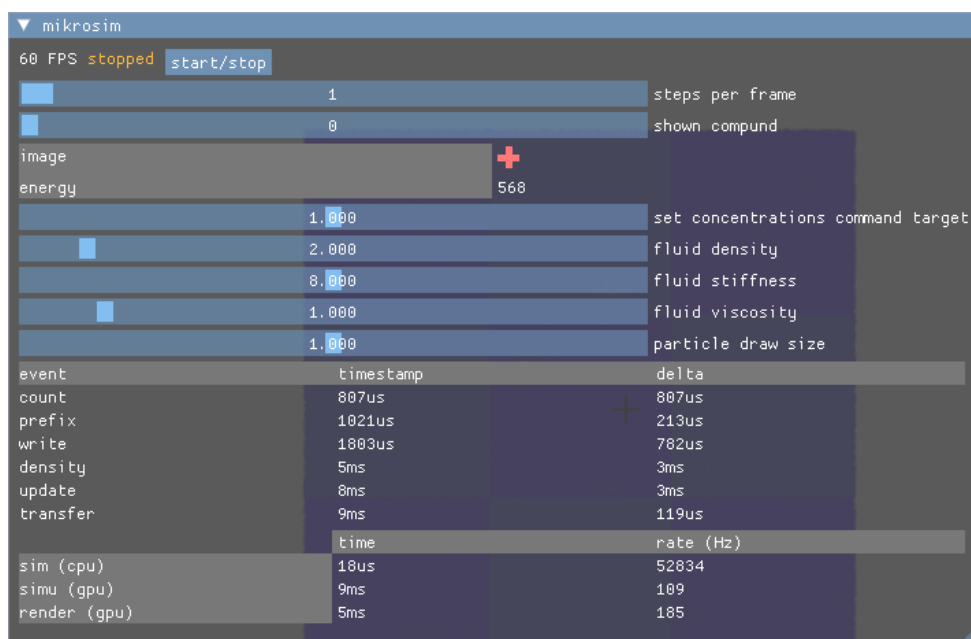 ▼ mikrosim
60 FPS stopped start/stop
1 steps per frame
0 shown compund
image
energy 568
1.000 set concentrations command target
2.000 fluid density
8.000 fluid stiffness
1.000 fluid viscosity
1.000 particle draw size
event timestamp delta
count 807us 807us
prefix 1021us 213us
write 1803us 782us
density 5ms 3ms
update 8ms 3ms
transfer 9ms 119us
time rate (Hz)
sim (cpu) 18us 52834
simu (gpu) 9ms 109
render (gpu) 5ms 185